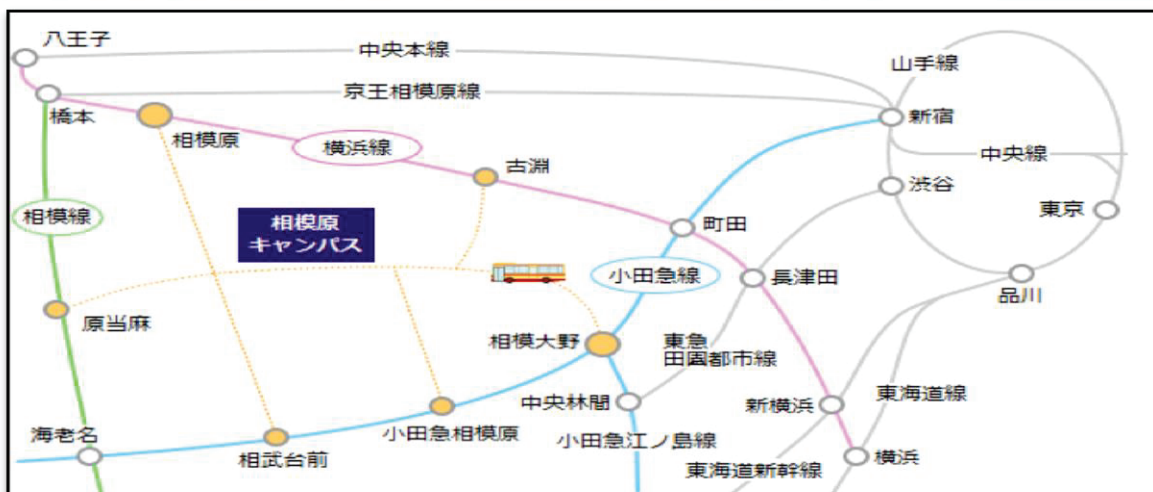 八王子
中央本線
山手線
京王相模原線
橋本
相模原
新宿
横浜線
古淵
中央線
渋谷
相模線
相模原
キャンパス
町田
東京
小田急線
長津田
品川
原当麻
相模大野
東急
田園都市線
中央林間
新横浜
東海道線
海老名
小田急相模原
相武台前
小田急江ノ島線
東海道新幹線
横浜